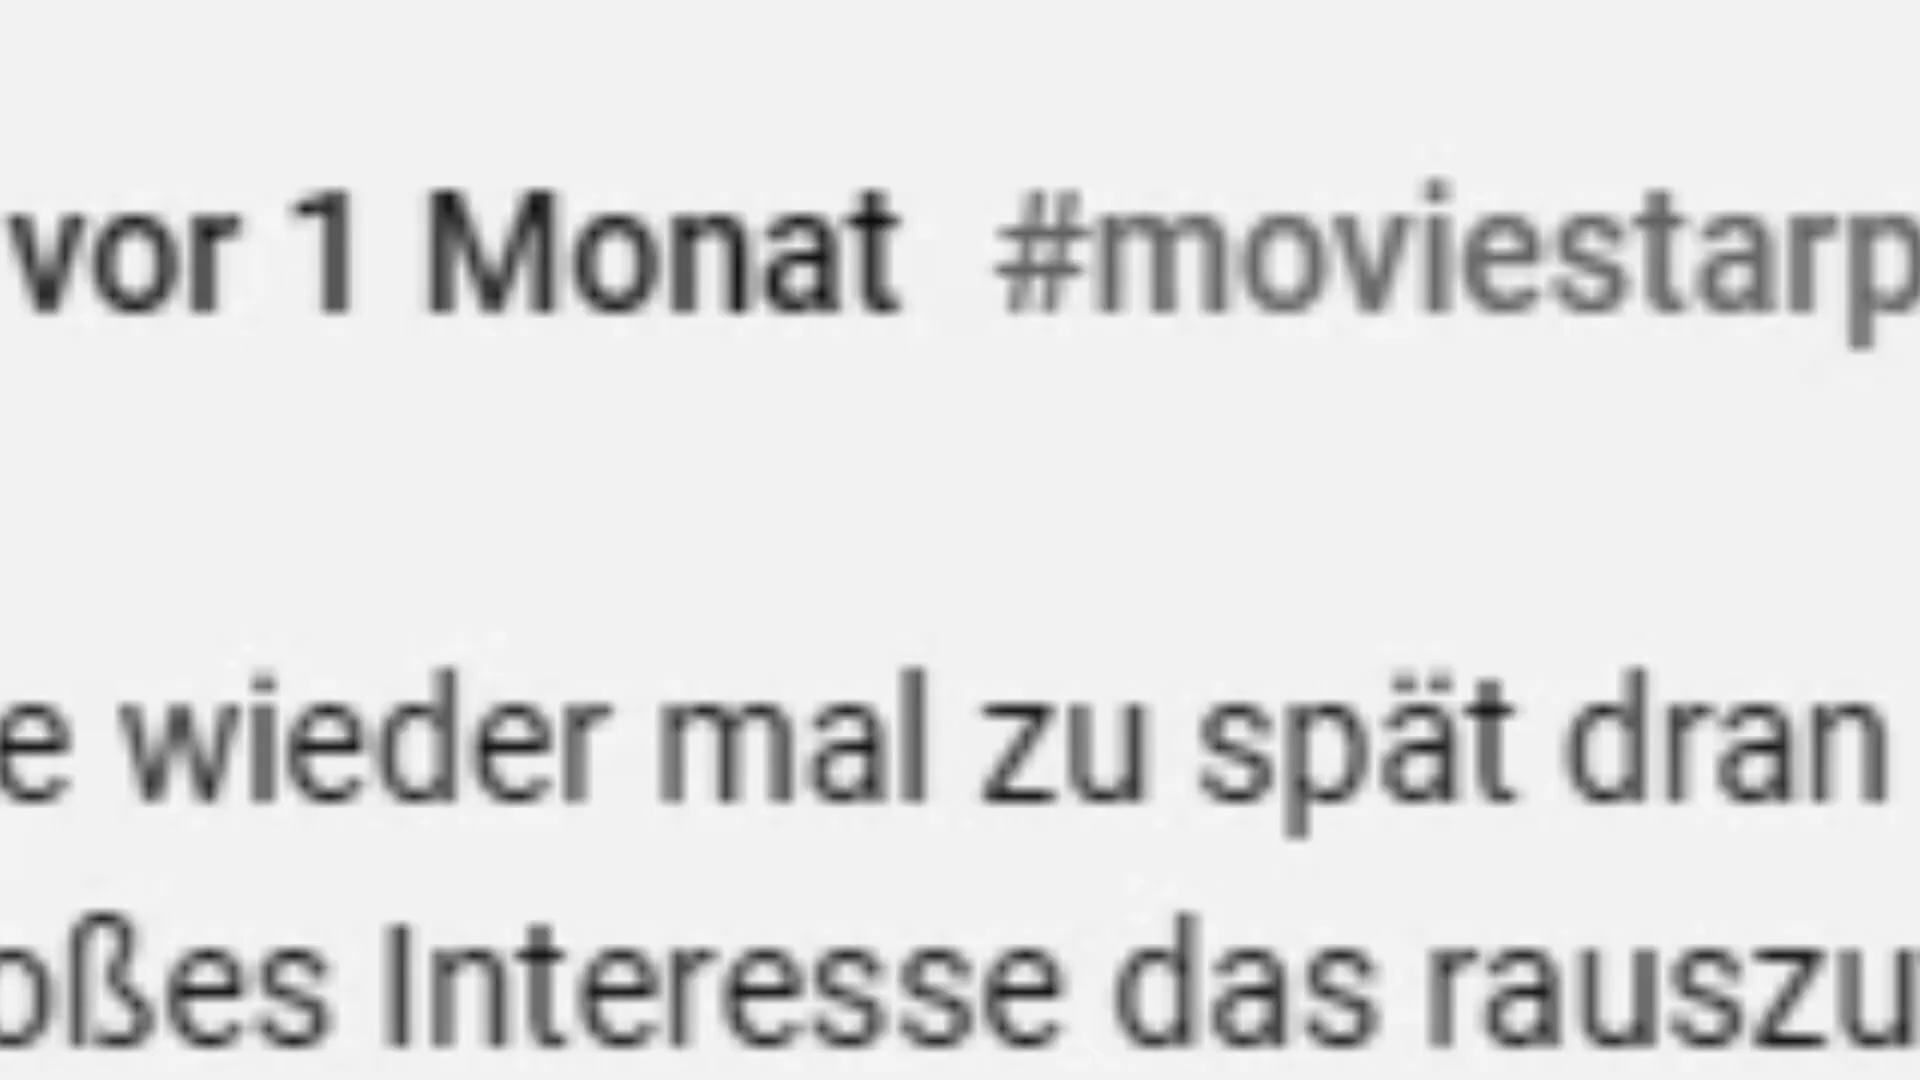 vor 1 Monat #moviestarp
e wieder mal zu spät dran
oßes Interesse das rauszu